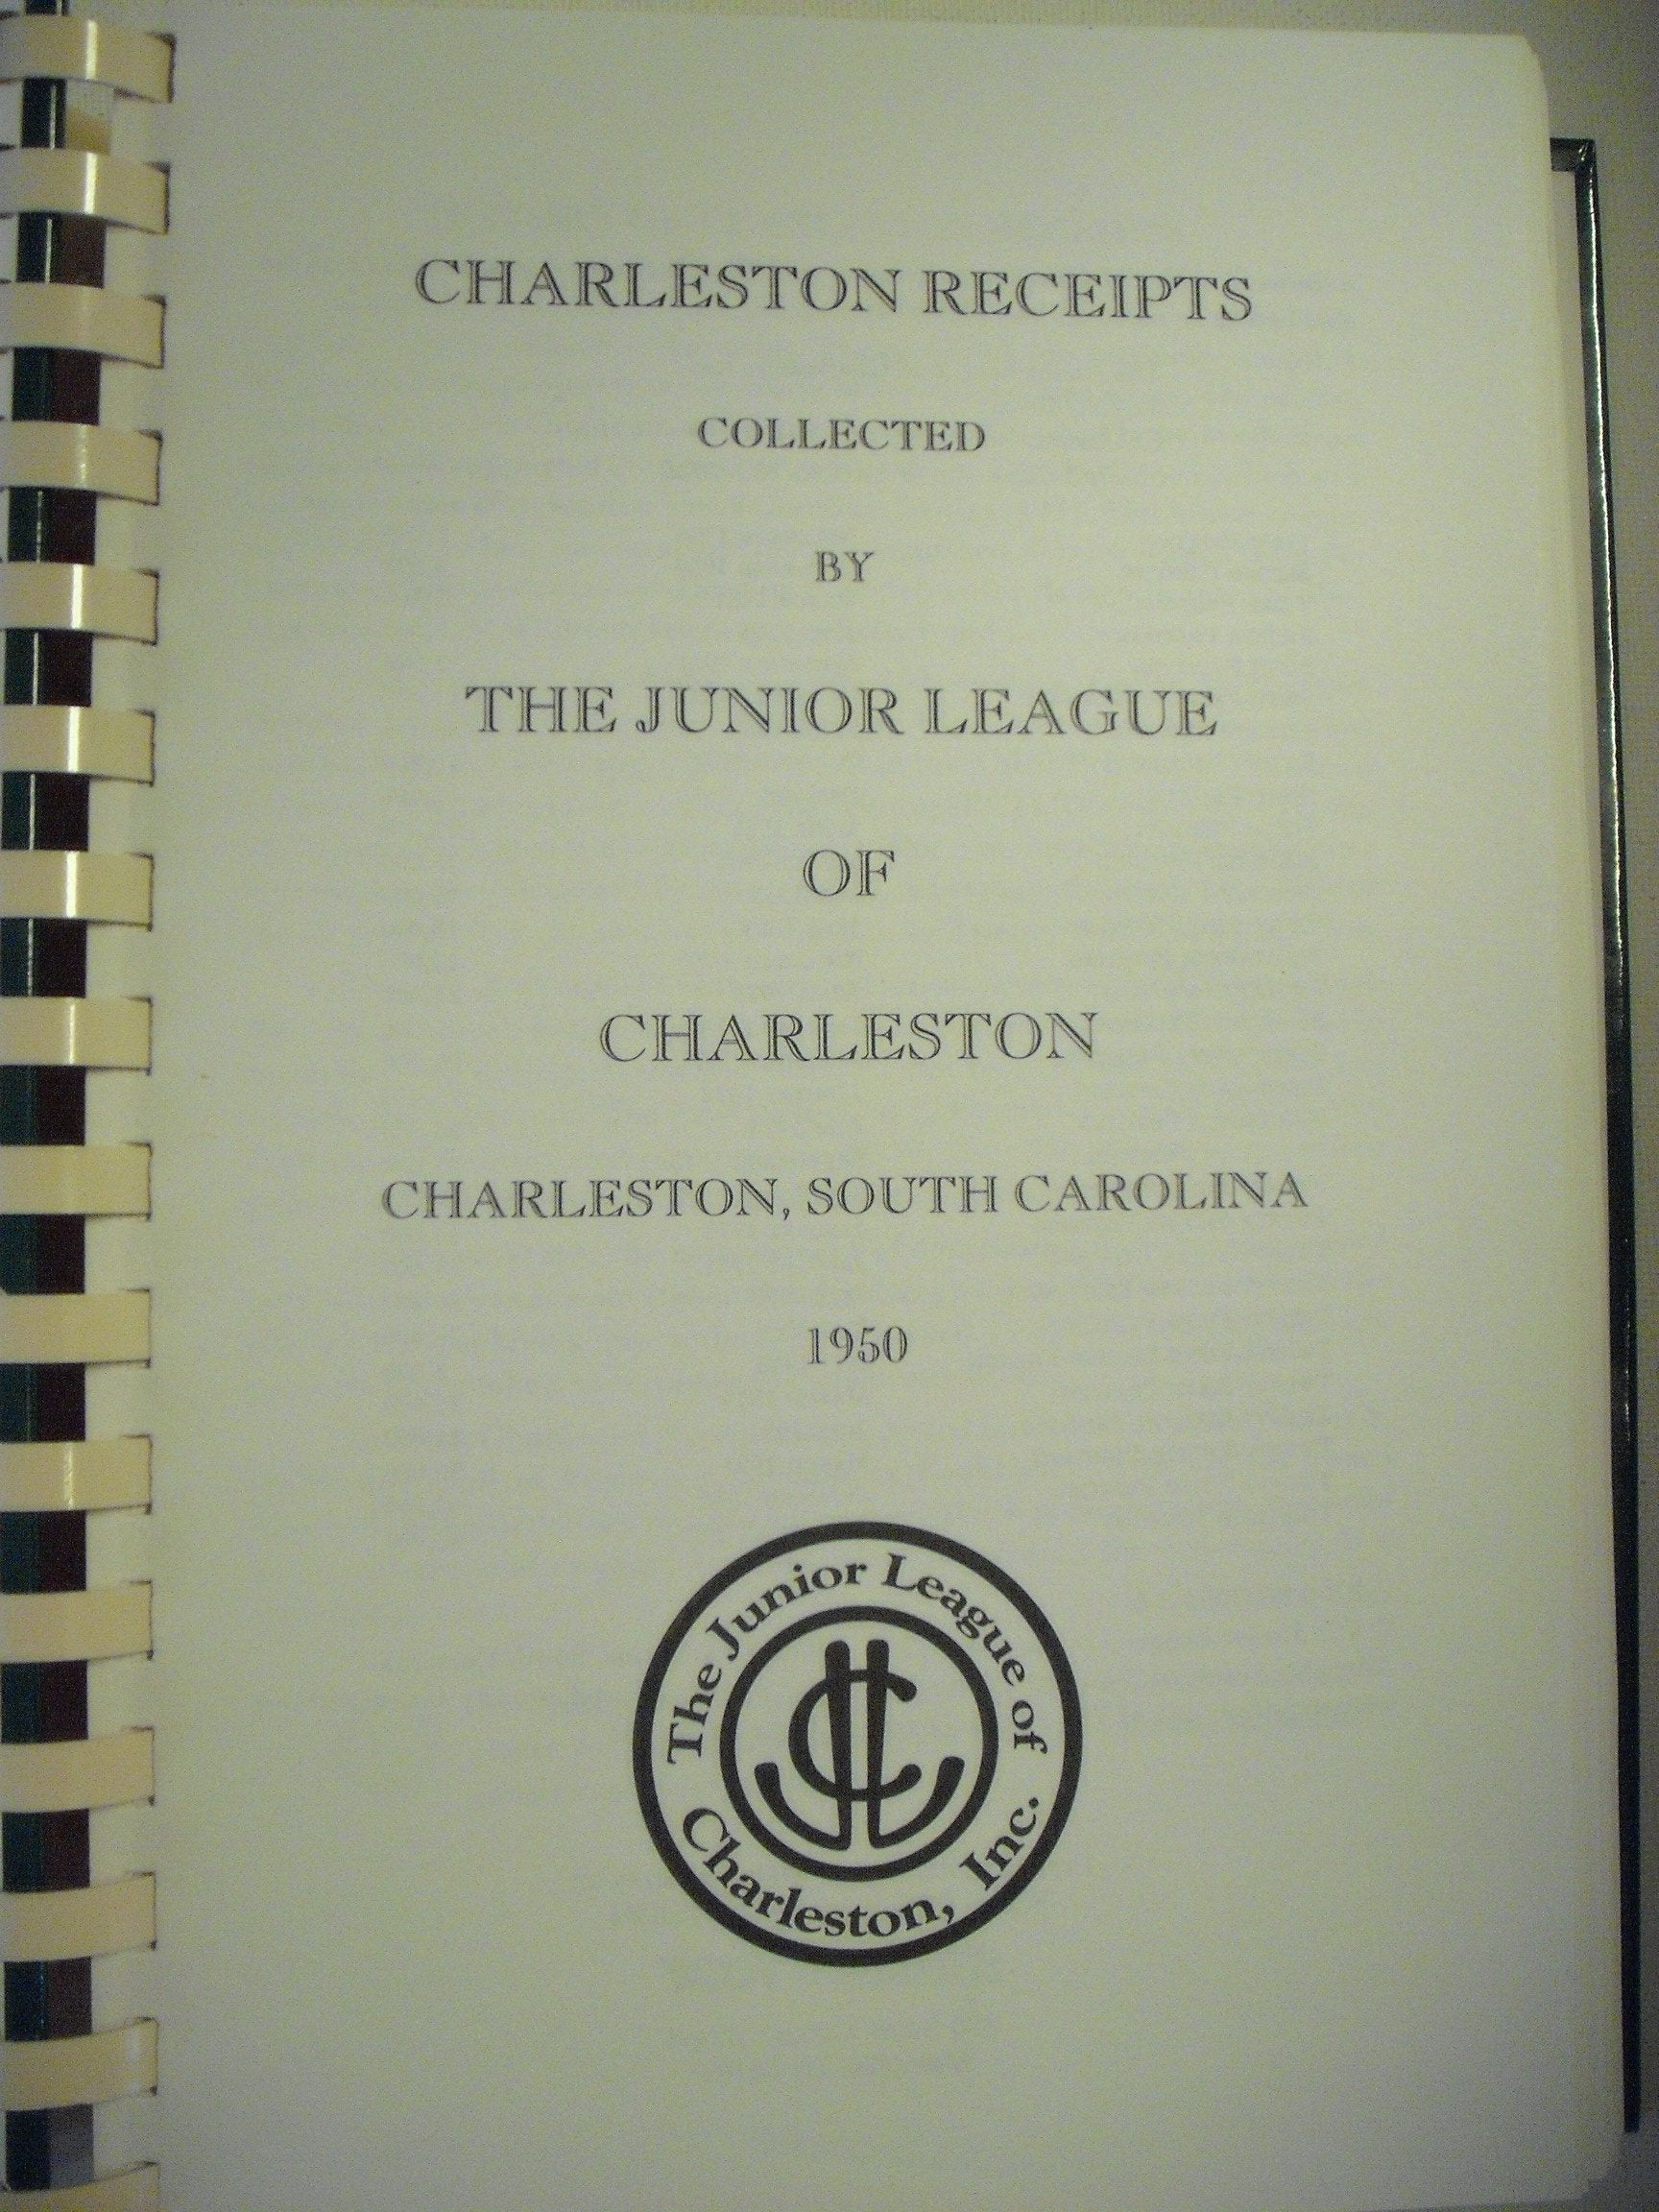 CHARLESTON RECEIPTS
COLLECTED
BY
THE JUNIOR LEAGUE
OF
CHARLESTON
CHARLESTON, SOUTH CAROLINA
1950
The Junior League of
Charleston, Inc.
JLC